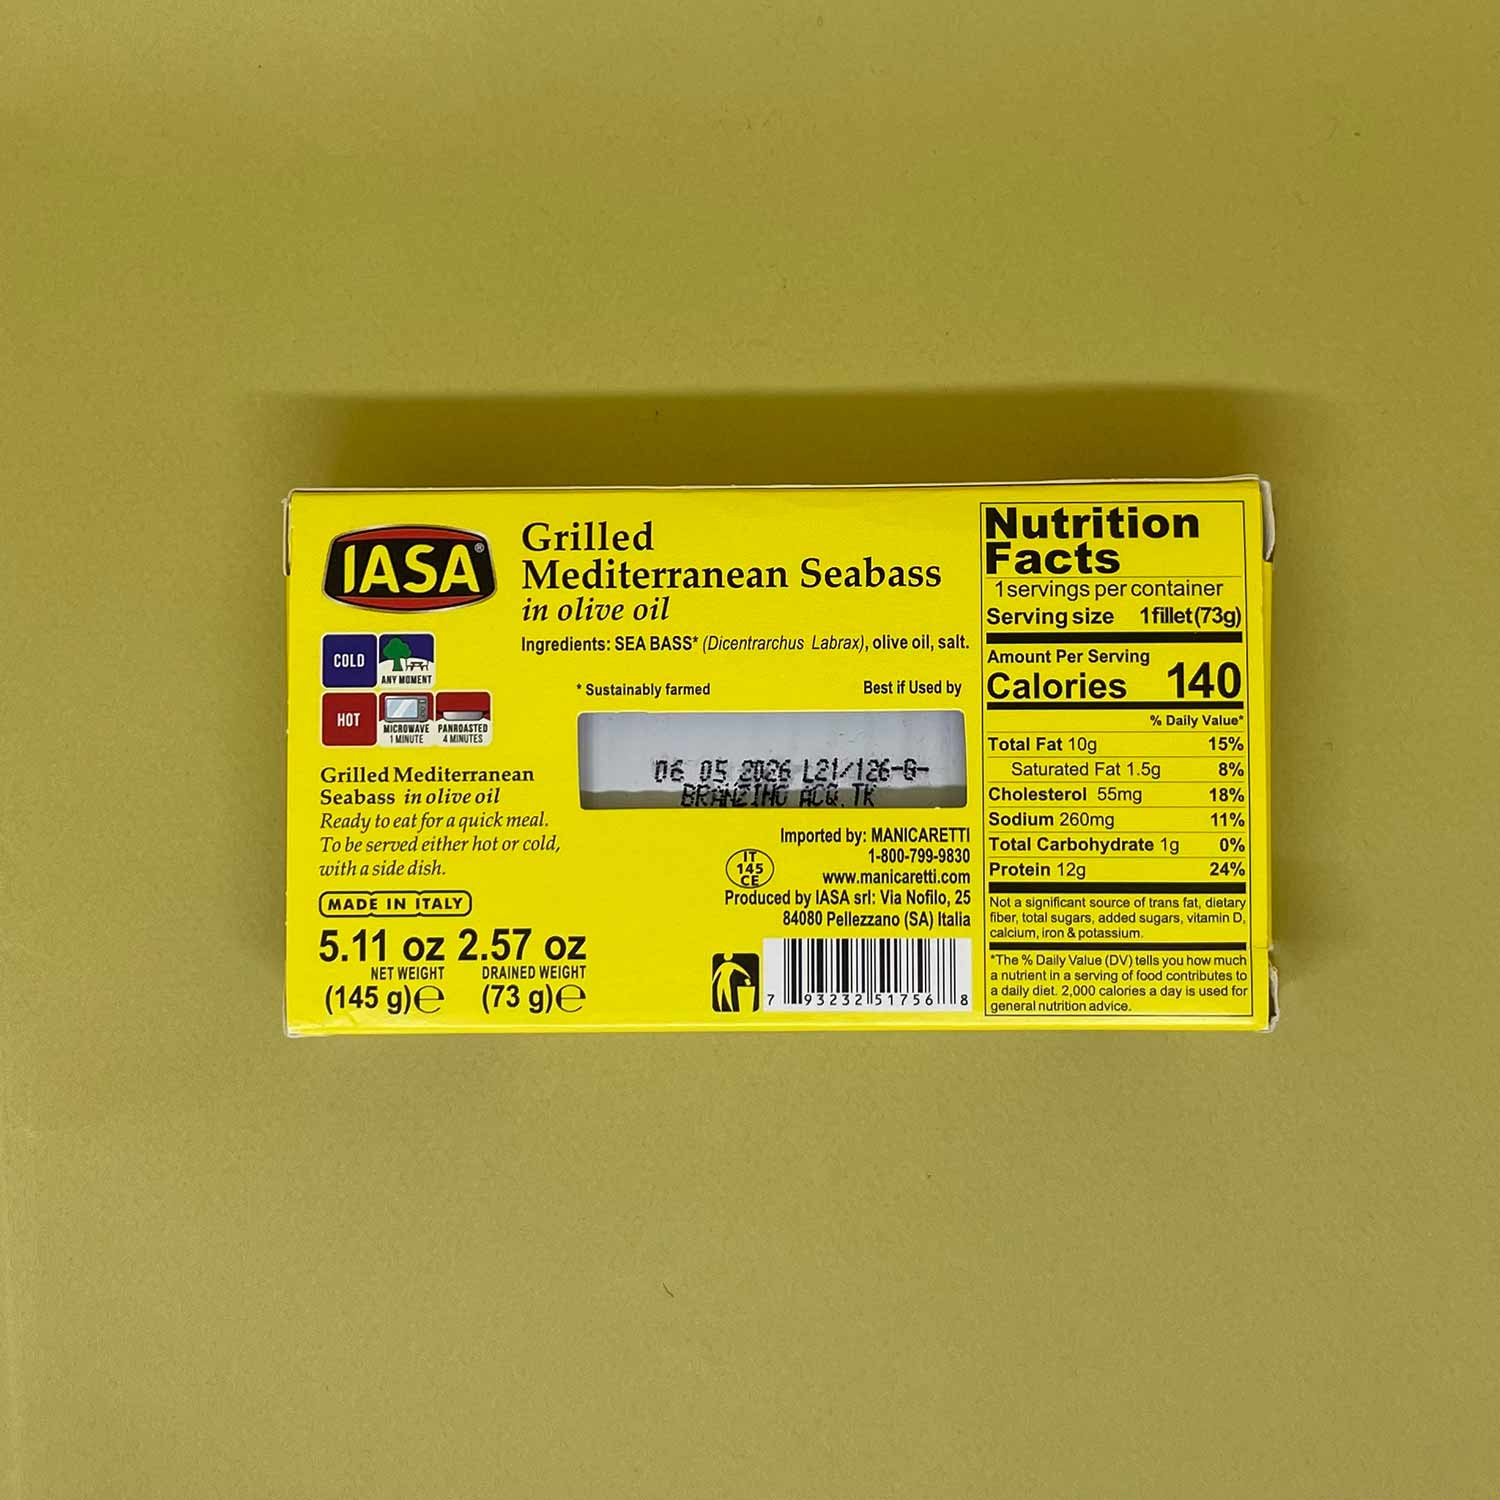 IASA®
Grilled
Mediterranean Seabass
in olive oil
Ingredients: SEA BASS* (Dicentrarchus Labrax), olive oil, salt.
COLD
ANY MOMENT
HOT
MICROWAVE
1 MINUTE
PANROASTED
4 MINUTES
* Sustainably farmed
Best if Used by
06 05 2026 L21/126-G-
BRANZINO ACQ.TK
Grilled Mediterranean
Seabass in olive oil
Ready to eat for a quick meal.
To be served either hot or cold,
with a side dish.
MADE IN ITALY
5.11 oz
NET WEIGHT
(145 g)℮
2.57 oz
DRAINED WEIGHT
(73 g)℮
Imported by: MANICARETTI
1-800-799-9830
www.manicaretti.com
Produced by IASA srl: Via Nofilo, 25
84080 Pellezzano (SA) Italia
IT
145
CE
7 93232 51756 8
Nutrition
Facts
1servings per container
Serving size 1fillet(73g)
Amount Per Serving
Calories 140
% Daily Value*
Total Fat 10g 15%
Saturated Fat 1.5g 8%
Cholesterol 55mg 18%
Sodium 260mg 11%
Total Carbohydrate 1g 0%
Protein 12g 24%
Not a significant source of trans fat, dietary
fiber, total sugars, added sugars, vitamin D,
calcium, iron & potassium.
*The % Daily Value (DV) tells you how much
a nutrient in a serving of food contributes to
a daily diet. 2,000 calories a day is used for
general nutrition advice.